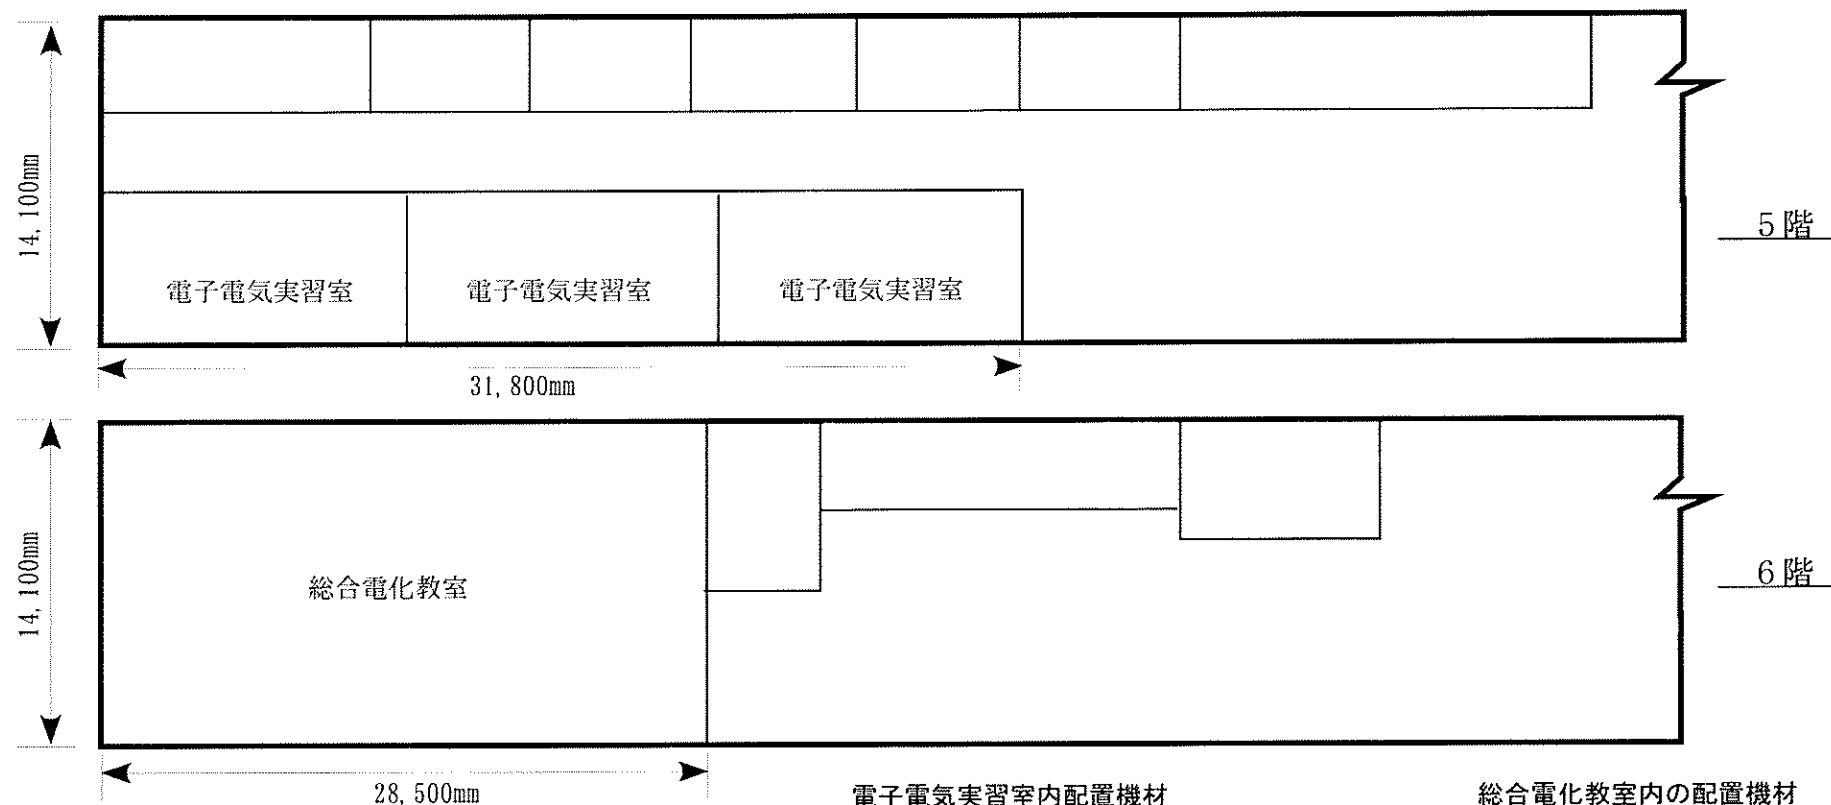 14,100mm
5階
電子電気実習室 電子電気実習室 電子電気実習室
31,800mm
14,100mm
総合電化教室
6階
28,500mm
電子電気実習室内配置機材
総合電化教室内の配置機材